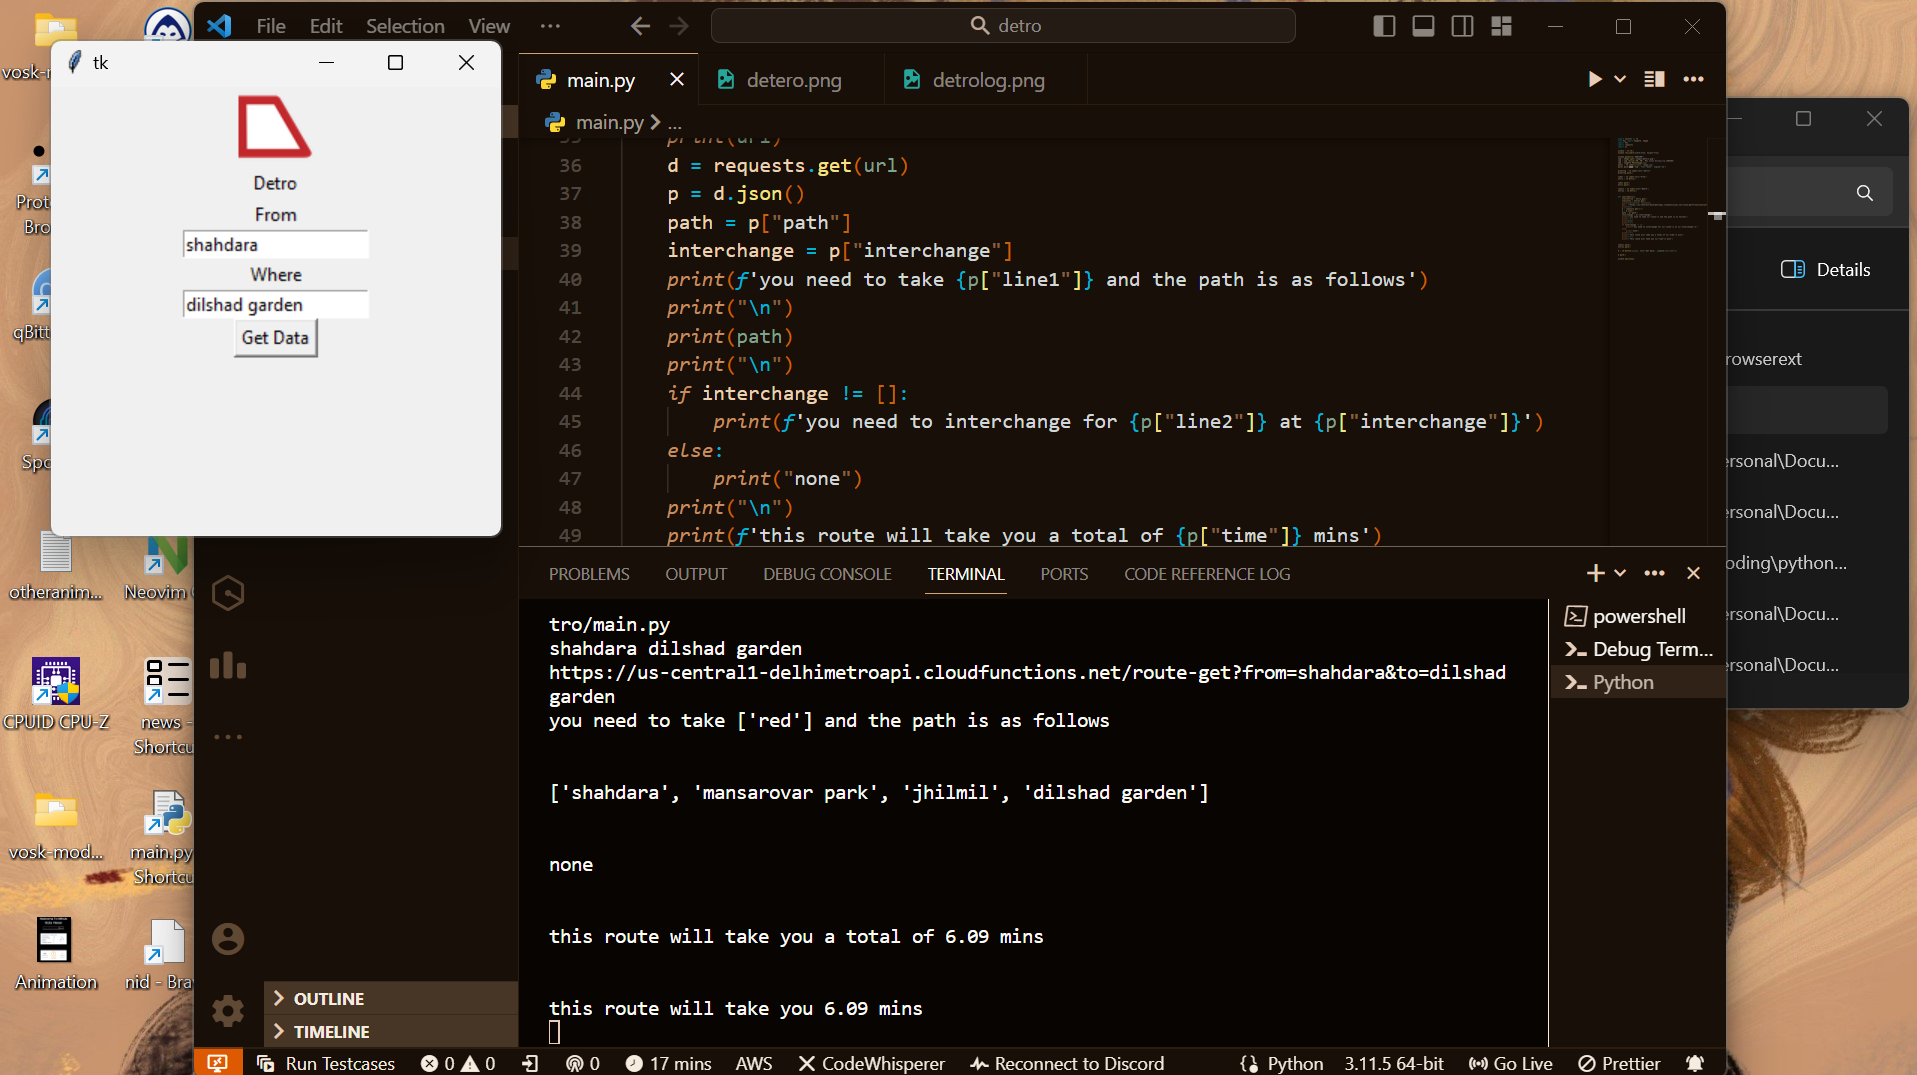 tk
Detro
From
shahdara
Where
dilshad garden
Get Data
File Edit Selection View ...
detro
main.py
detero.png
detrolog.png
main.py > ...
36 d = requests.get(url)
37 p = d.json()
38 path = p["path"]
39 interchange = p["interchange"]
40 print(f'you need to take {p["line1"]} and the path is as follows')
41 print("\n")
42 print(path)
43 print("\n")
44 if interchange != []:
45 print(f'you need to interchange for {p["line2"]} at {p["interchange"]}')
46 else:
47 print("none")
48 print("\n")
49 print(f'this route will take you a total of {p["time"]} mins')
PROBLEMS OUTPUT DEBUG CONSOLE TERMINAL PORTS CODE REFERENCE LOG
tro/main.py
shahdara dilshad garden
https://us-central1-delhimetroapi.cloudfunctions.net/route-get?from=shahdara&to=dilshad
garden
you need to take ['red'] and the path is as follows
['shahdara', 'mansarovar park', 'jhilmil', 'dilshad garden']
none
this route will take you a total of 6.09 mins
this route will take you 6.09 mins
powershell
Debug Term...
Python
OUTLINE
TIMELINE
Run Testcases 0 0 0 17 mins AWS CodeWhisperer Reconnect to Discord Python 3.11.5 64-bit Go Live Prettier
Details
rowserext
ersonal\Docu...
ersonal\Docu...
oding\python...
ersonal\Docu...
ersonal\Docu...
vosk-m
Prot
Bro
qBitt
Spo
otheranim...
Neovim
CPUID CPU-Z
news -
Shortcu
vosk-mod...
main.py
Shortcu
Animation
nid - Bra